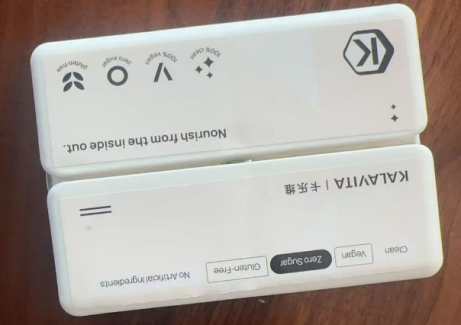 Clean Vegan Zero Sugar Gluten-Free No Artificial Ingredients
KALAVITA | 卡乐维
Nourish from the inside out.
K
100% clean 100% vegan zero sugar gluten-free